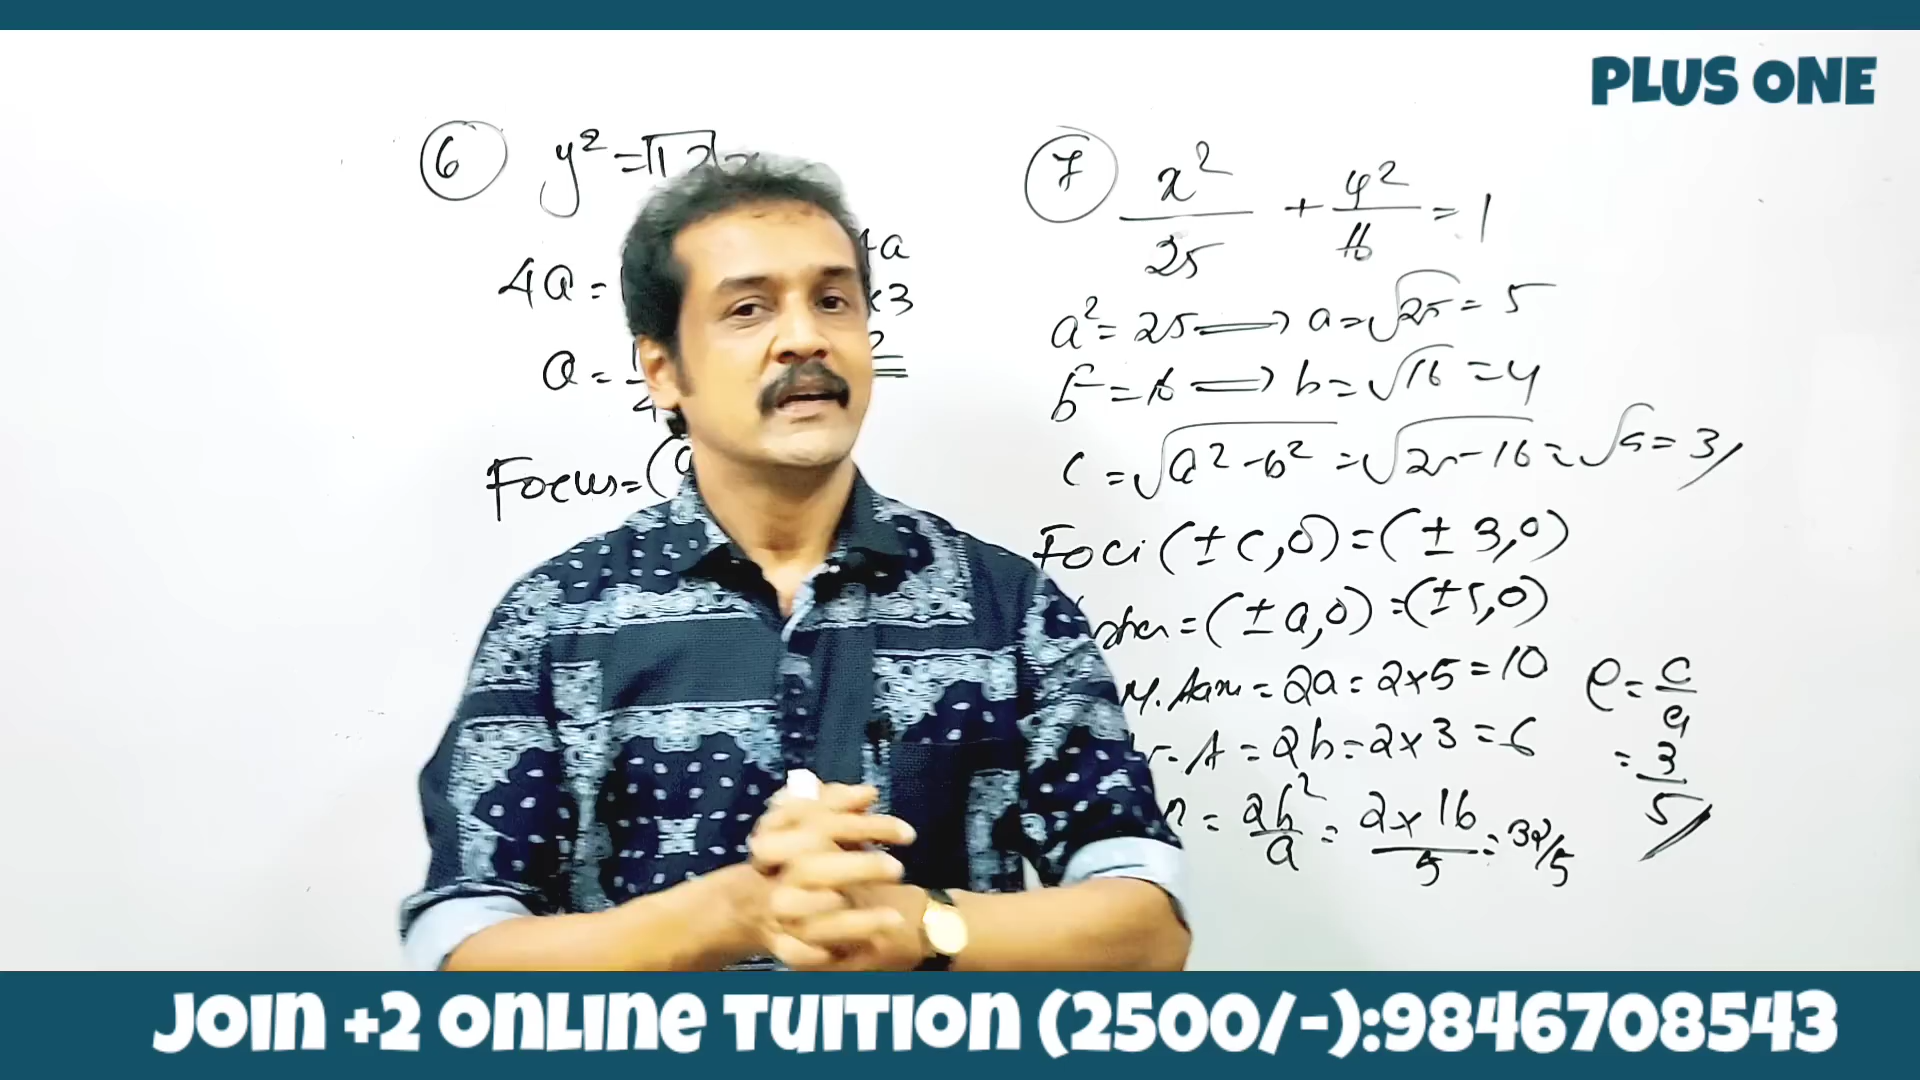 PLUS ONE
6 y² = 12x
4a =
4a
×3
a =
4
Focus = (a
7 x²/25 + y²/16 = 1
a² = 25 ⟹ a = √25 = 5
b² = 16 ⟹ b = √16 = 4
c = √a²-b² = √25-16 = √9 = 3
Foci (±c,0) = (±3,0)
= (±a,0) = (±5,0)
M. Axis = 2a = 2×5 = 10
A = 2b = 2×3 = 6
= 2b²/a = 2×16/5 = 32/5
e = c/a
= 3/5
JOIN +2 ONLINE TUITION (2500/-):9846708543